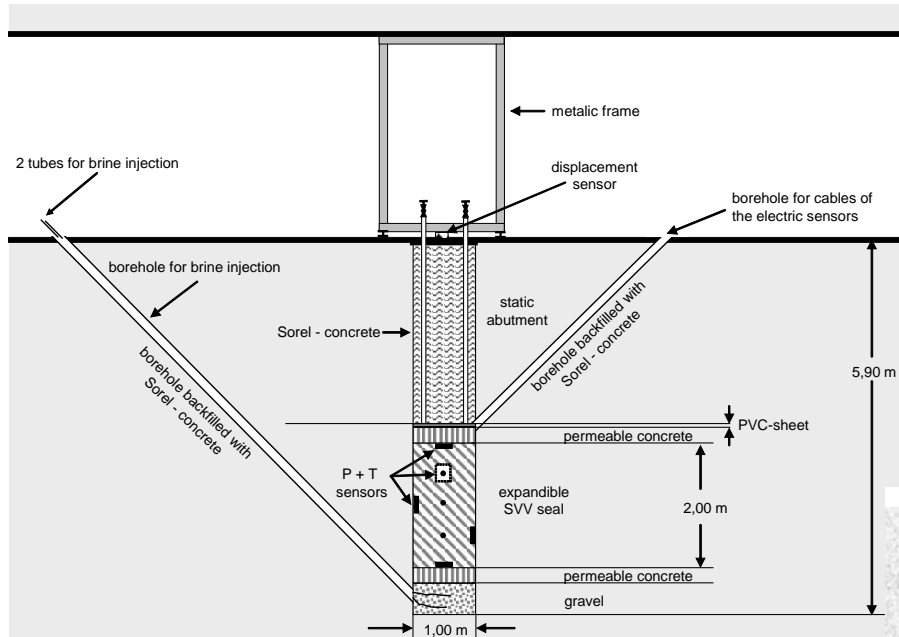 metalic frame
2 tubes for brine injection
displacement
sensor
borehole for cables of
the electric sensors
borehole for brine injection
static
abutment
Sorel - concrete
borehole backfilled with
Sorel - concrete
borehole backfilled with
Sorel - concrete
5,90 m
PVC-sheet
permeable concrete
P + T
sensors
expandible
SVV seal
2,00 m
permeable concrete
gravel
1,00 m